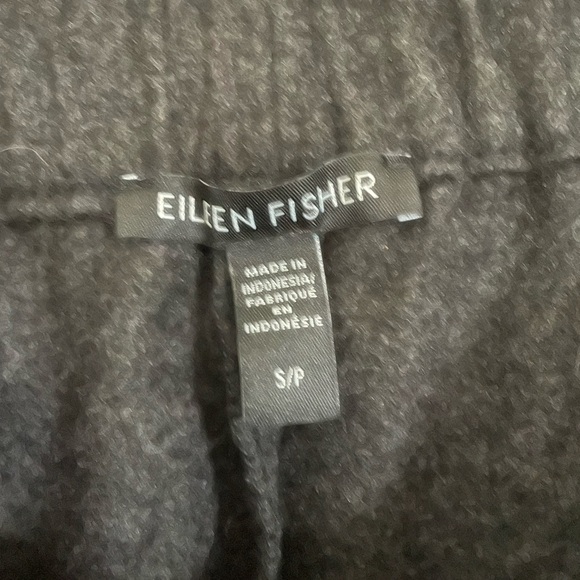 EILEEN FISHER
MADE IN
INDONESIA/
FABRIQUÉ
EN
INDONÉSIE
S/P